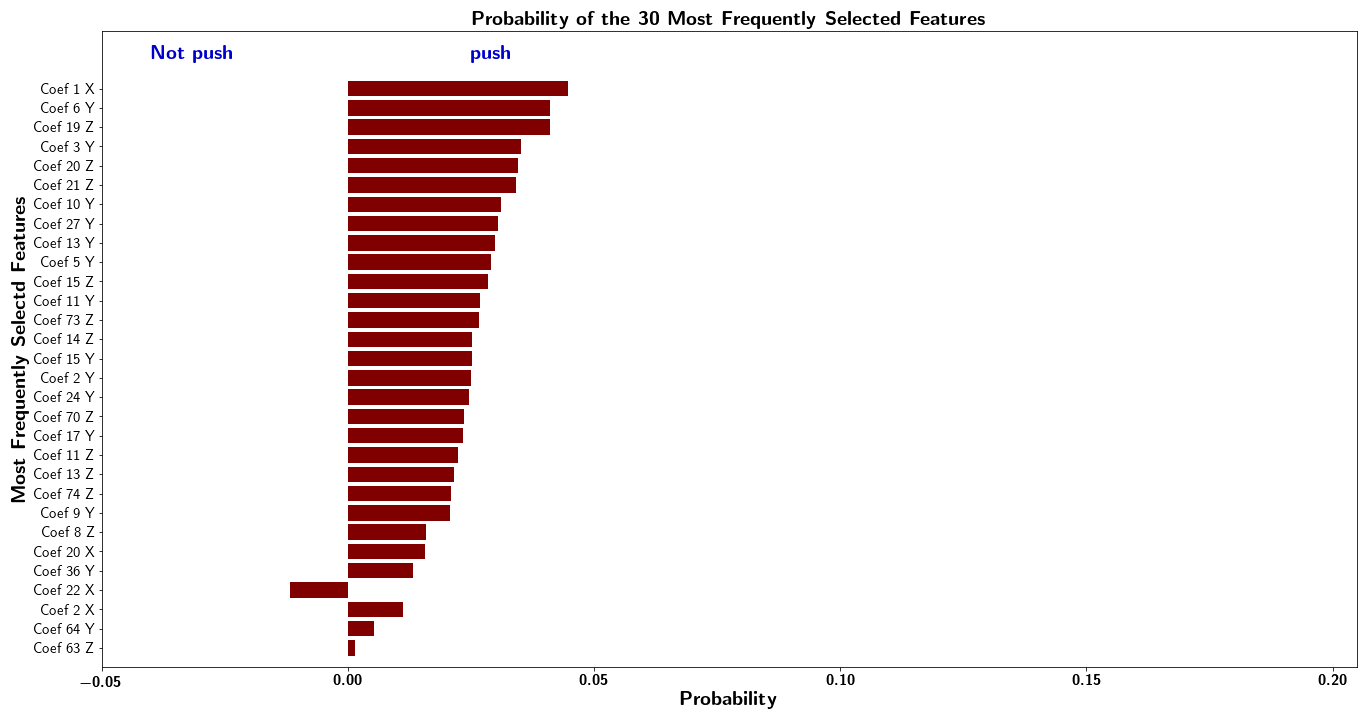 Probability of the 30 Most Frequently Selected Features
Not push
push
Most Frequently Selectd Features
Coef 1 X
Coef 6 Y
Coef 19 Z
Coef 3 Y
Coef 20 Z
Coef 21 Z
Coef 10 Y
Coef 27 Y
Coef 13 Y
Coef 5 Y
Coef 15 Z
Coef 11 Y
Coef 73 Z
Coef 14 Z
Coef 15 Y
Coef 2 Y
Coef 24 Y
Coef 70 Z
Coef 17 Y
Coef 11 Z
Coef 13 Z
Coef 74 Z
Coef 9 Y
Coef 8 Z
Coef 20 X
Coef 36 Y
Coef 22 X
Coef 2 X
Coef 64 Y
Coef 63 Z
−0.05 0.00 0.05 0.10 0.15 0.20
Probability